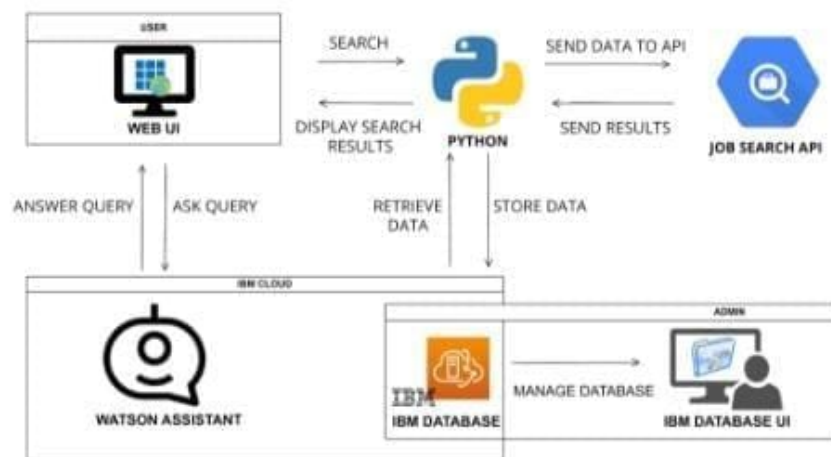 USER
WEB UI
SEARCH
DISPLAY SEARCH
RESULTS
PYTHON
SEND DATA TO API
SEND RESULTS
JOB SEARCH API
ANSWER QUERY
ASK QUERY
RETRIEVE
DATA
STORE DATA
IBM CLOUD
WATSON ASSISTANT
ADMIN
IBM
IBM DATABASE
MANAGE DATABASE
IBM DATABASE UI